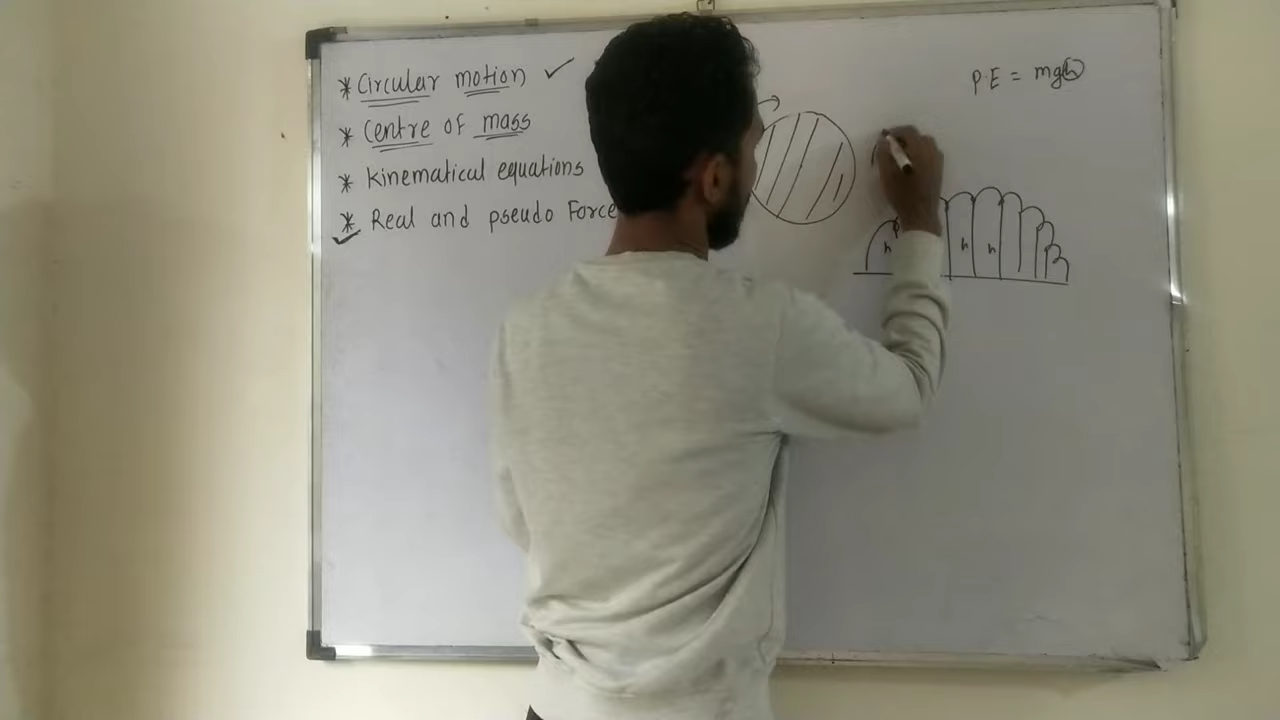 * Circular motion ✓
* Centre of mass
* Kinematical equations
* Real and pseudo Force
P.E = mgh
h h h